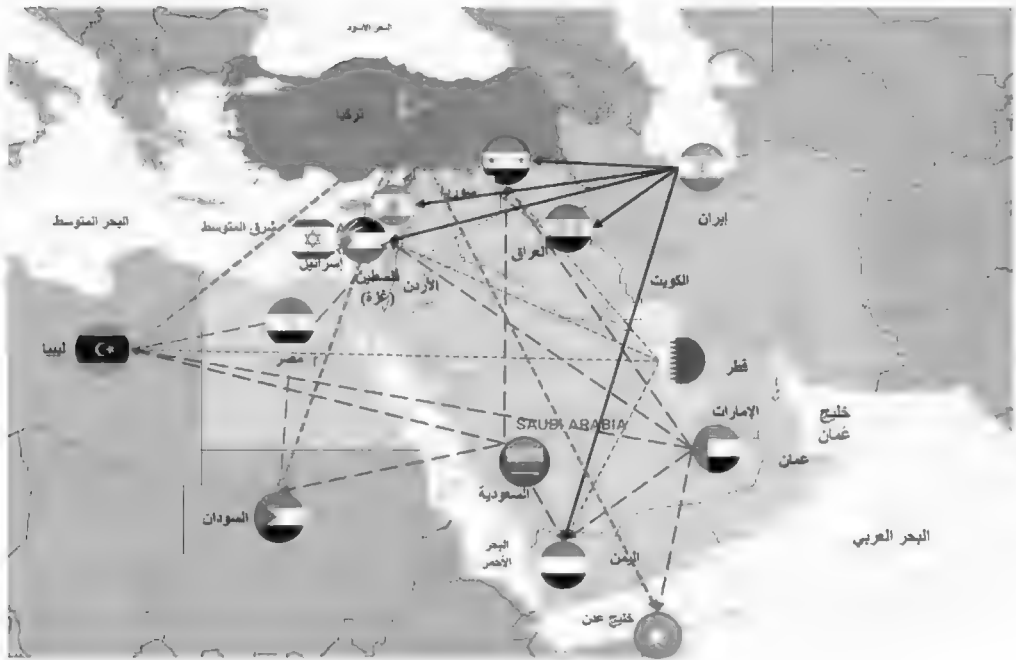 البحر الاسود
تركيا
إيران
البحر المتوسط
شرق المتوسط
إسرائيل
فلسطين
(غزة)
الأردن
العراق
الكويت
ليبيا
مصر
قطر
الإمارات
خليج
عمان
SAUDI ARABIA
عمان
السعودية
السودان
البحر
الأحمر
اليمن
البحر العربي
خليج عدن